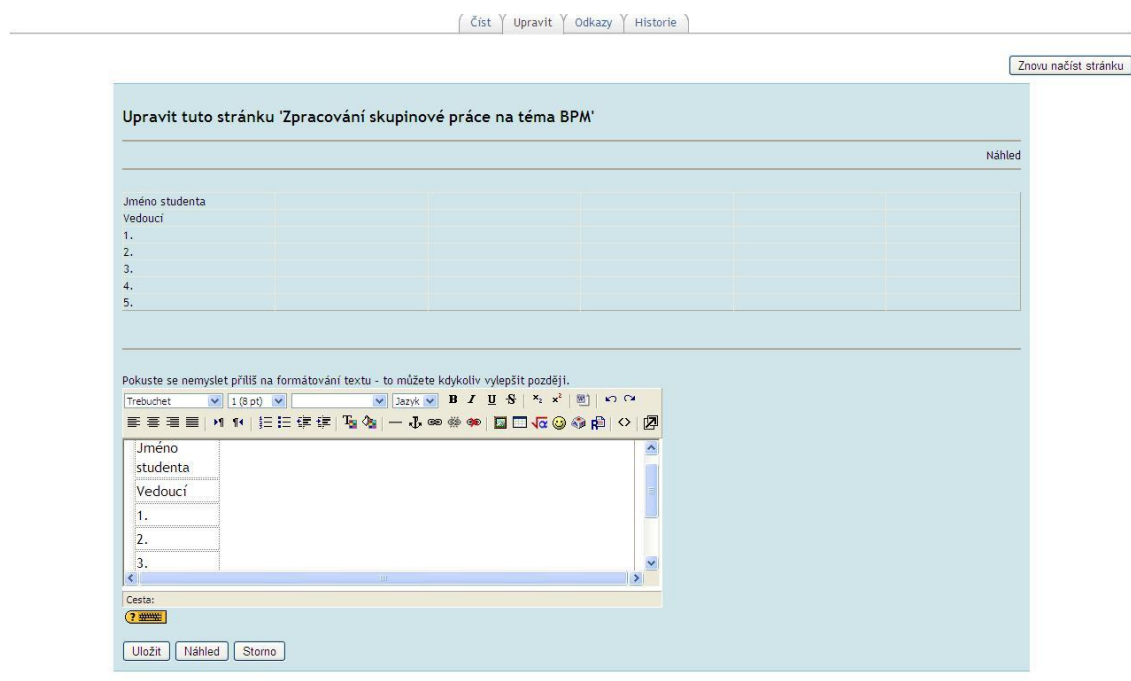 Číst Upravit Odkazy Historie
Znovu načíst stránku
Upravit tuto stránku 'Zpracování skupinové práce na téma BPM'
Náhled
Jméno studenta
Vedoucí
1.
2.
3.
4.
5.
Pokuste se nemyslet příliš na formátování textu - to můžete kdykoliv vylepšit později.
Trebuchet 1 (8 pt) Jazyk B I U S x₂ x²
Jméno
studenta
Vedoucí
1.
2.
3.
Cesta:
?
Uložit Náhled Storno